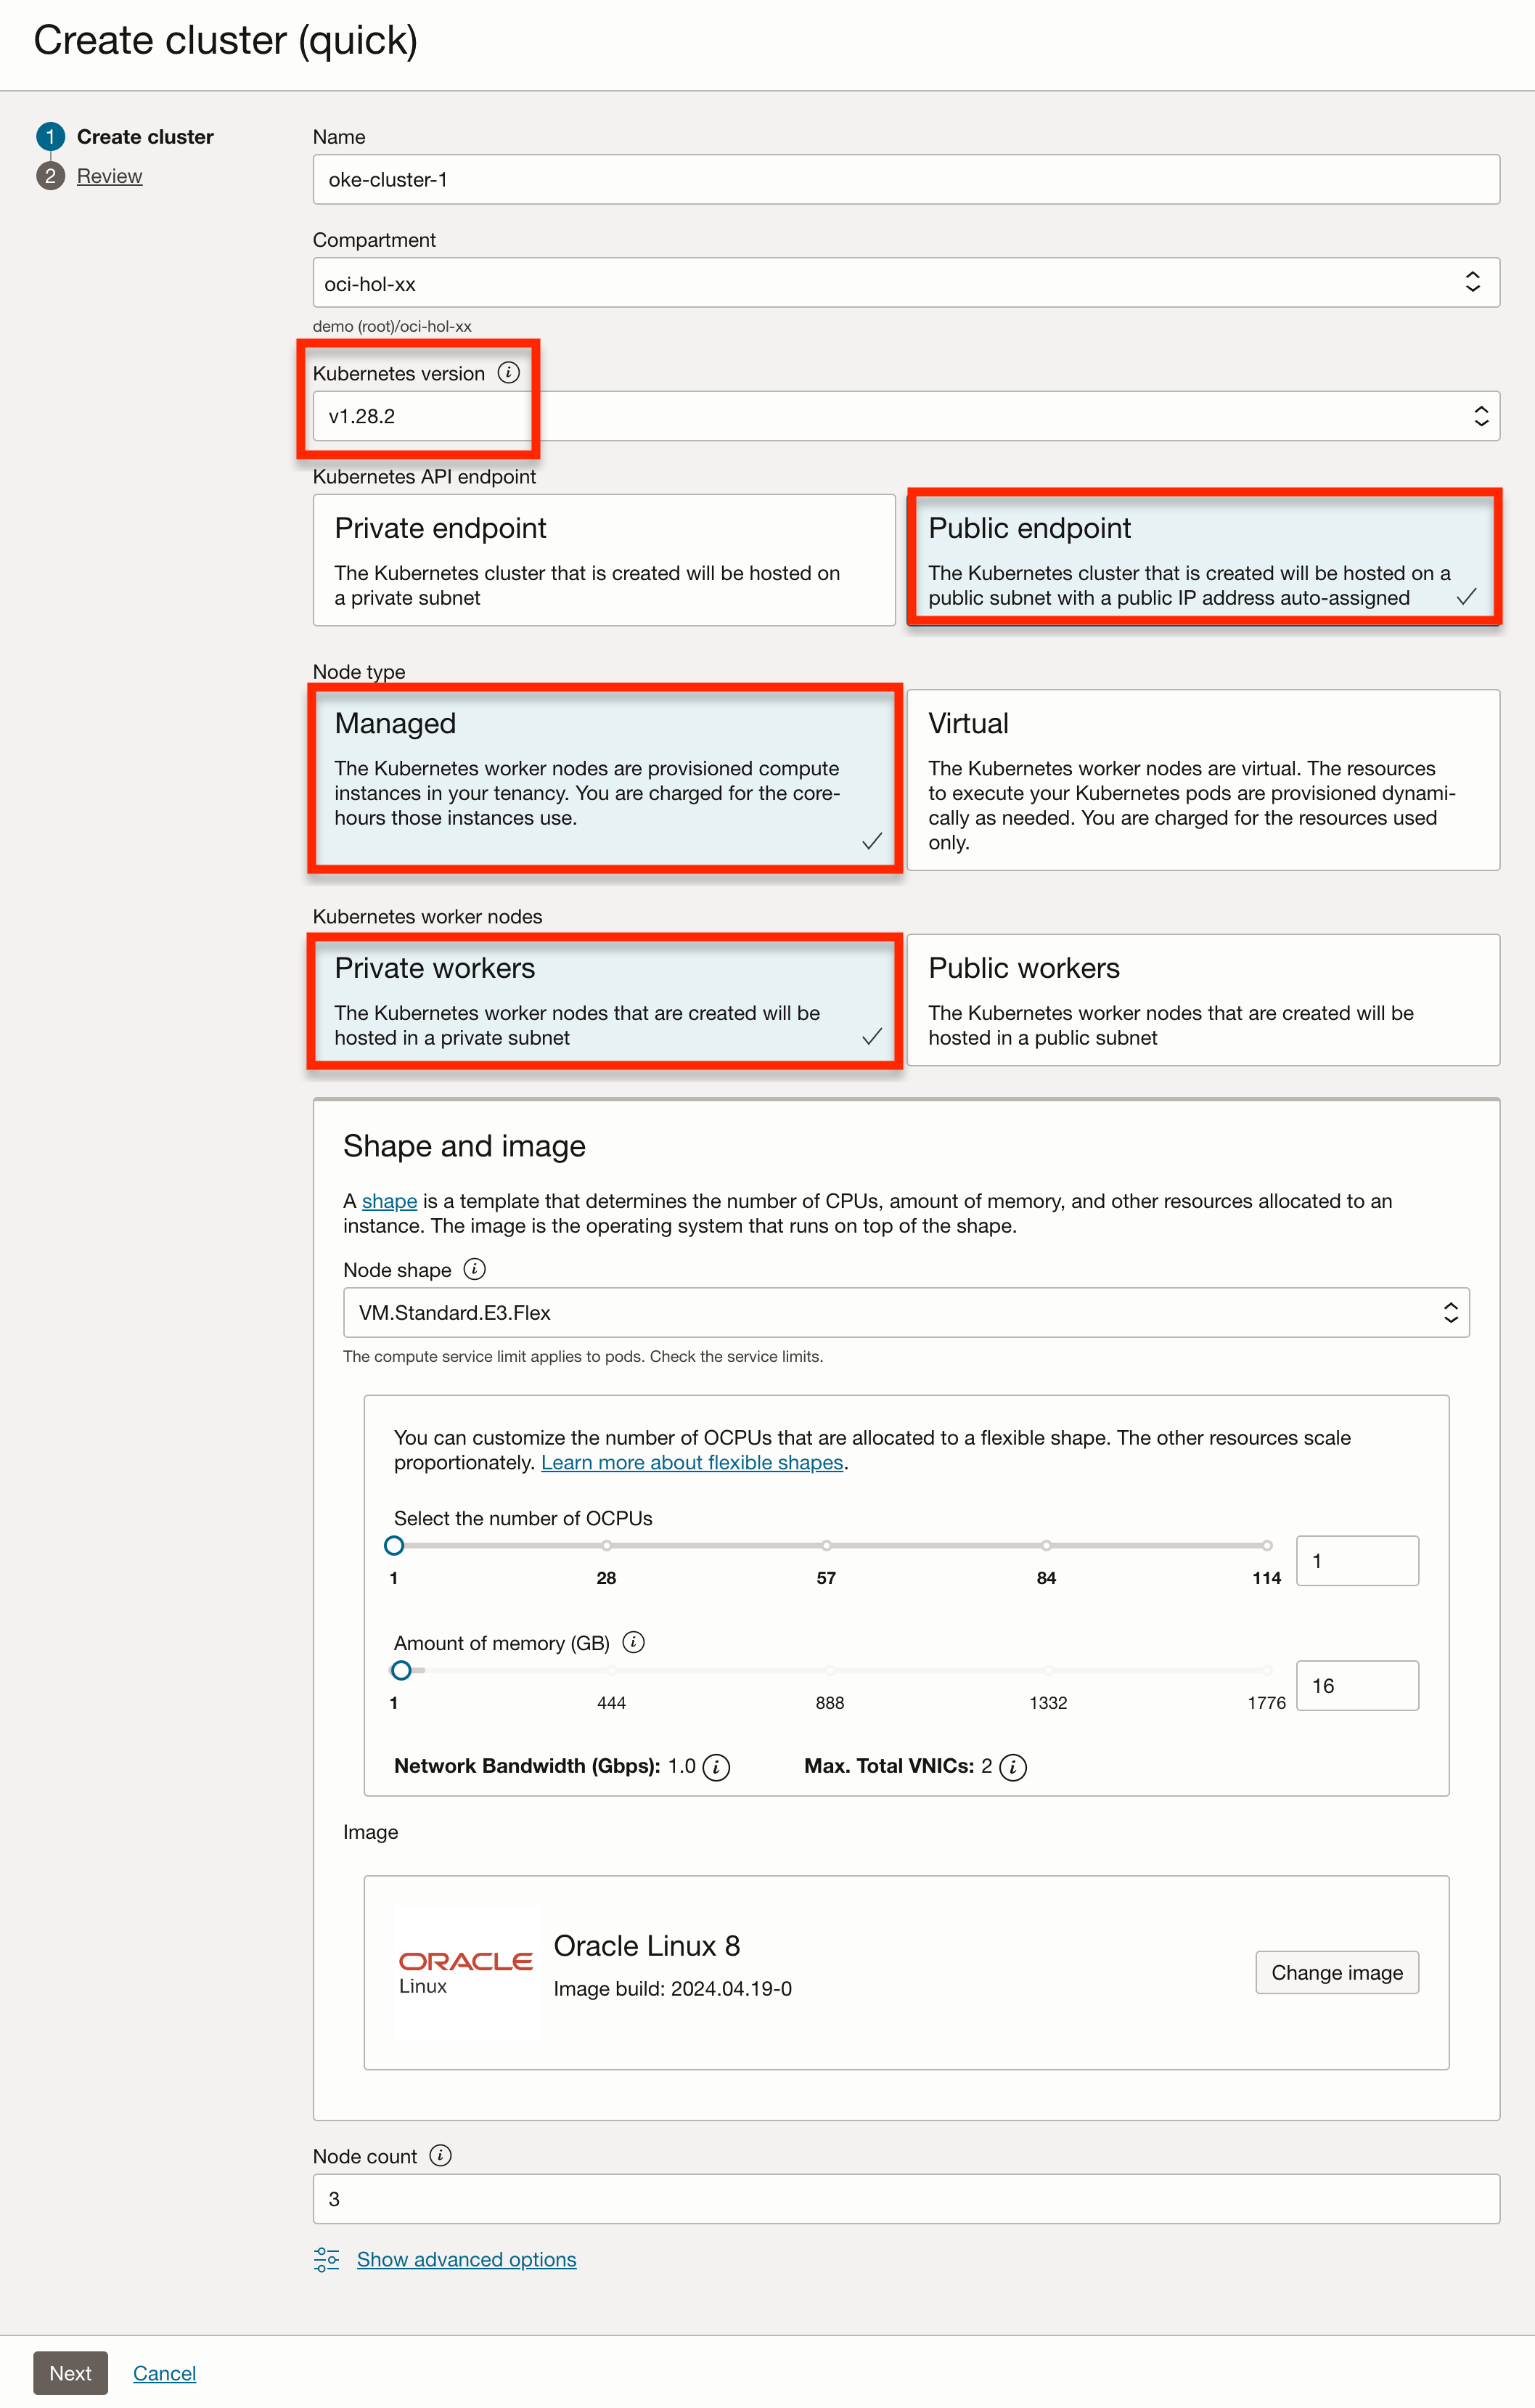 Create cluster (quick)
1 Create cluster
2 Review
Name
oke-cluster-1
Compartment
oci-hol-xx
demo (root)/oci-hol-xx
Kubernetes version i
v1.28.2
Kubernetes API endpoint
Private endpoint
The Kubernetes cluster that is created will be hosted on
a private subnet
Public endpoint
The Kubernetes cluster that is created will be hosted on a
public subnet with a public IP address auto-assigned
Node type
Managed
The Kubernetes worker nodes are provisioned compute
instances in your tenancy. You are charged for the core-
hours those instances use.
Virtual
The Kubernetes worker nodes are virtual. The resources
to execute your Kubernetes pods are provisioned dynami-
cally as needed. You are charged for the resources used
only.
Kubernetes worker nodes
Private workers
The Kubernetes worker nodes that are created will be
hosted in a private subnet
Public workers
The Kubernetes worker nodes that are created will be
hosted in a public subnet
Shape and image
A shape is a template that determines the number of CPUs, amount of memory, and other resources allocated to an
instance. The image is the operating system that runs on top of the shape.
Node shape i
VM.Standard.E3.Flex
The compute service limit applies to pods. Check the service limits.
You can customize the number of OCPUs that are allocated to a flexible shape. The other resources scale
proportionately. Learn more about flexible shapes.
Select the number of OCPUs
1
1 28 57 84 114
Amount of memory (GB) i
16
1 444 888 1332 1776
Network Bandwidth (Gbps): 1.0 i Max. Total VNICs: 2 i
Image
ORACLE
Linux
Oracle Linux 8
Image build: 2024.04.19-0
Change image
Node count i
3
Show advanced options
Next Cancel